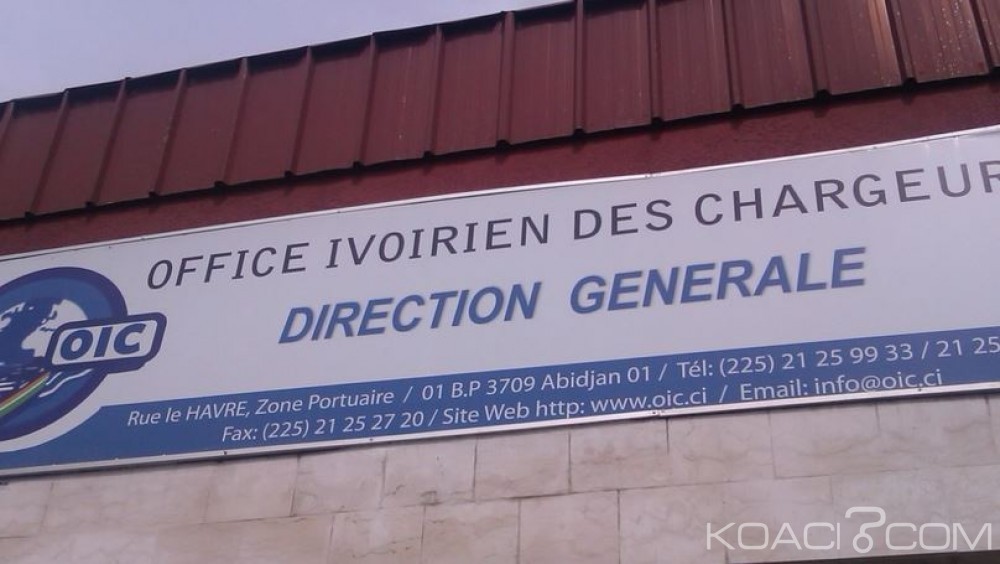 OFFICE IVOIRIEN DES CHARGEUR
DIRECTION GENERALE
OIC
Rue le HAVRE, Zone Portuaire / 01 B.P 3709 Abidjan 01 / Tél: (225) 21 25 99 33 / 21 25
Fax: (225) 21 25 27 20 / Site Web http: www.oic.ci / Email: info@oic.ci
KOACI?COM